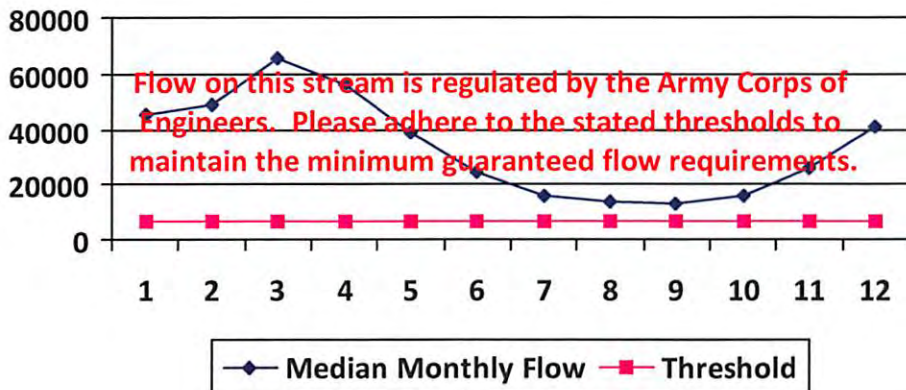 80000
60000
40000
20000
0
Flow on this stream is regulated by the Army Corps of
Engineers. Please adhere to the stated thresholds to
maintain the minimum guaranteed flow requirements.
1 2 3 4 5 6 7 8 9 10 11 12
Median Monthly Flow Threshold